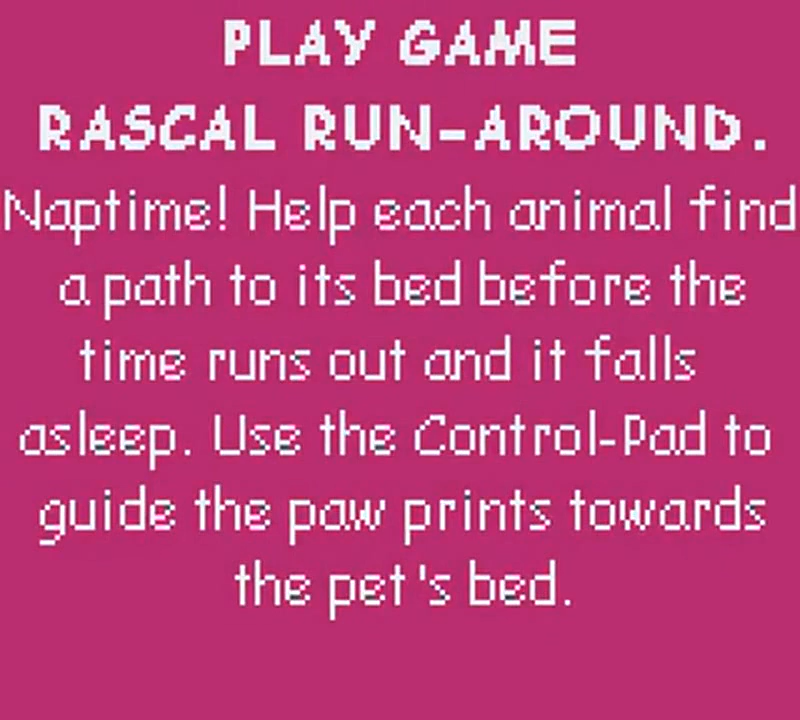 PLAY GAME
RASCAL RUN-AROUND.
Naptime! Help each animal find
a path to its bed before the
time runs out and it falls
asleep. Use the Control-Pad to
guide the paw prints towards
the pet's bed.